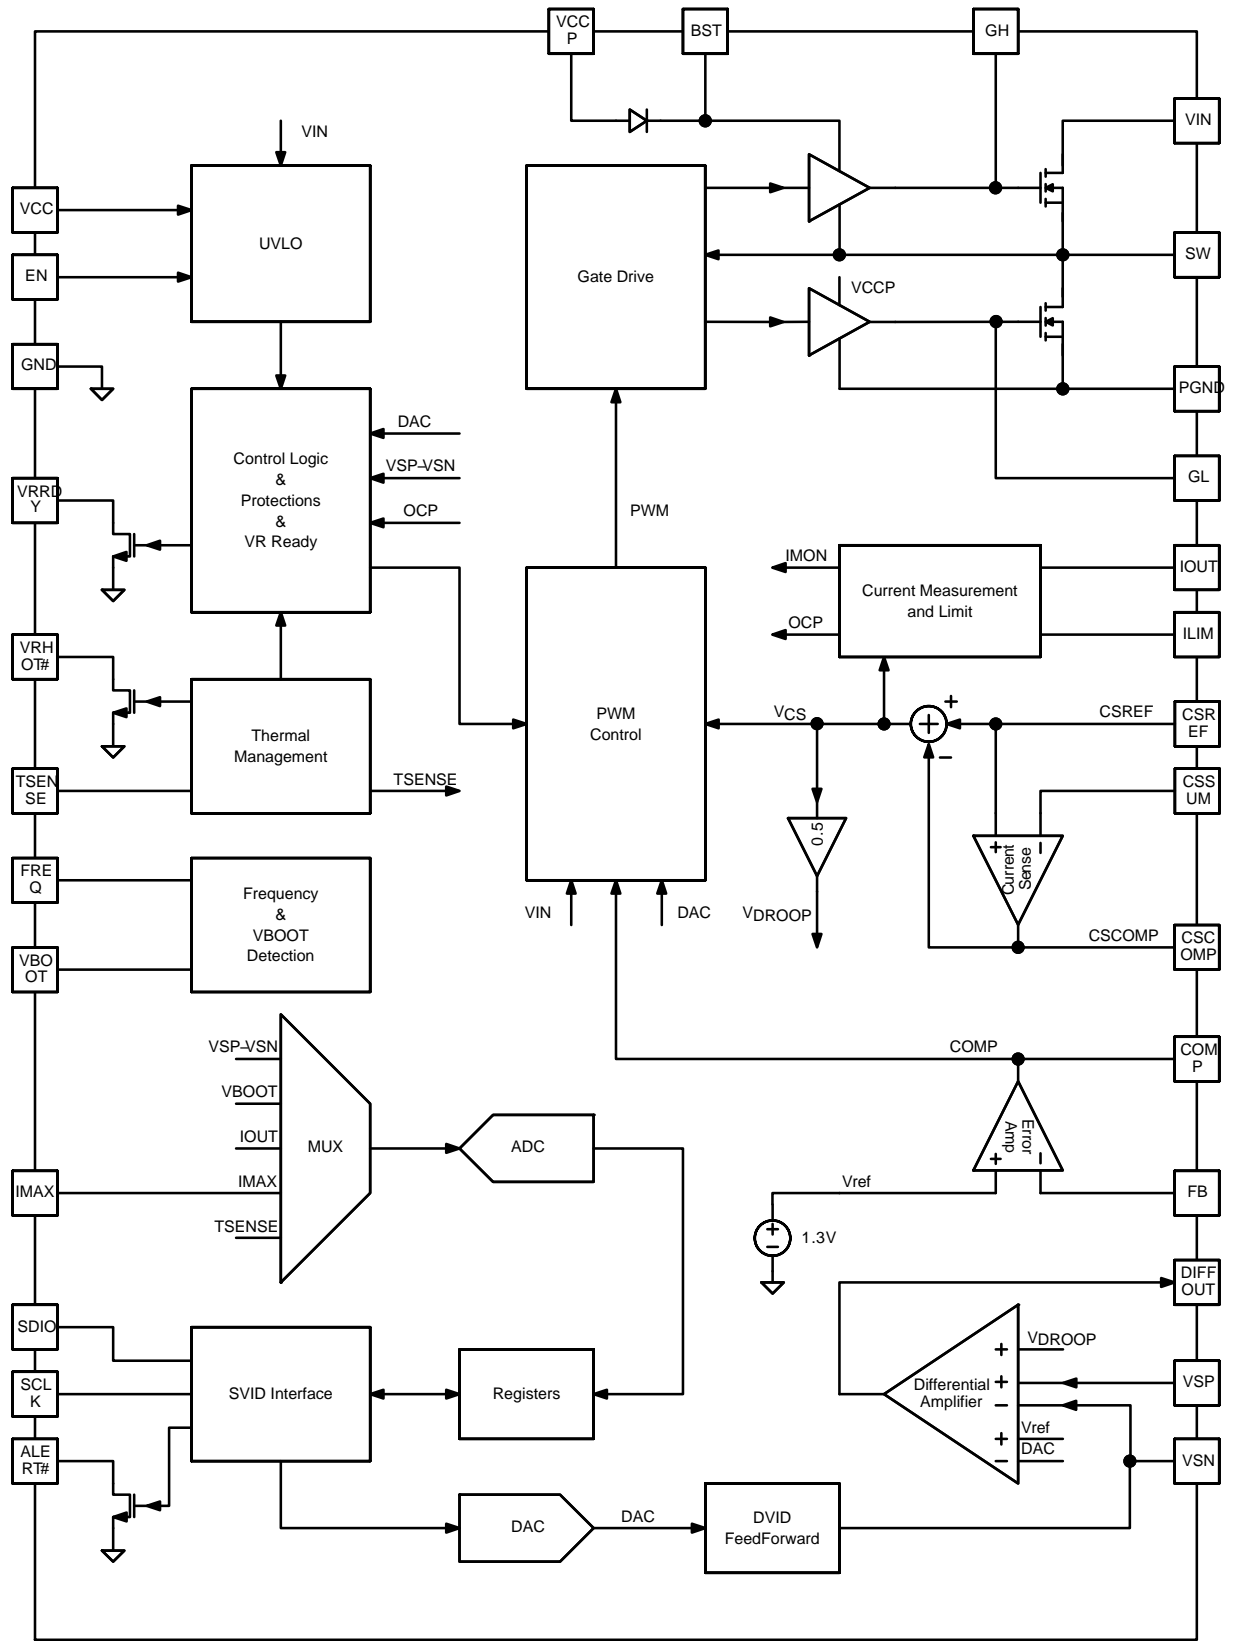 VCC
P
BST
GH
VIN
VIN
VCC
UVLO
EN
Gate Drive
SW
VCCP
GND
PGND
DAC
Control Logic
&
Protections
&
VR Ready
VSP–VSN
OCP
GL
VRRD
Y
PWM
IMON
Current Measurement
and Limit
IOUT
OCP
ILIM
VRH
OT#
Thermal
Management
PWM
Control
VCS
+
+
–
CSREF
CSR
EF
TSEN
SE
TSENSE
CSS
UM
0.5
+
–
Current
Sense
FRE
Q
Frequency
&
VBOOT
Detection
VIN
DAC
VDROOP
CSCOMP
CSC
OMP
VBO
OT
VSP–VSN
VBOOT
IOUT
IMAX
TSENSE
MUX
ADC
COMP
COM
P
Error
Amp
+
–
IMAX
Vref
FB
+
–
1.3V
DIFF
OUT
SDIO
SVID Interface
Registers
SCL
K
Differential
Amplifier
+
VDROOP
+
–
VSP
+
Vref
–
DAC
VSN
ALE
RT#
DAC
DAC
DVID
FeedForward